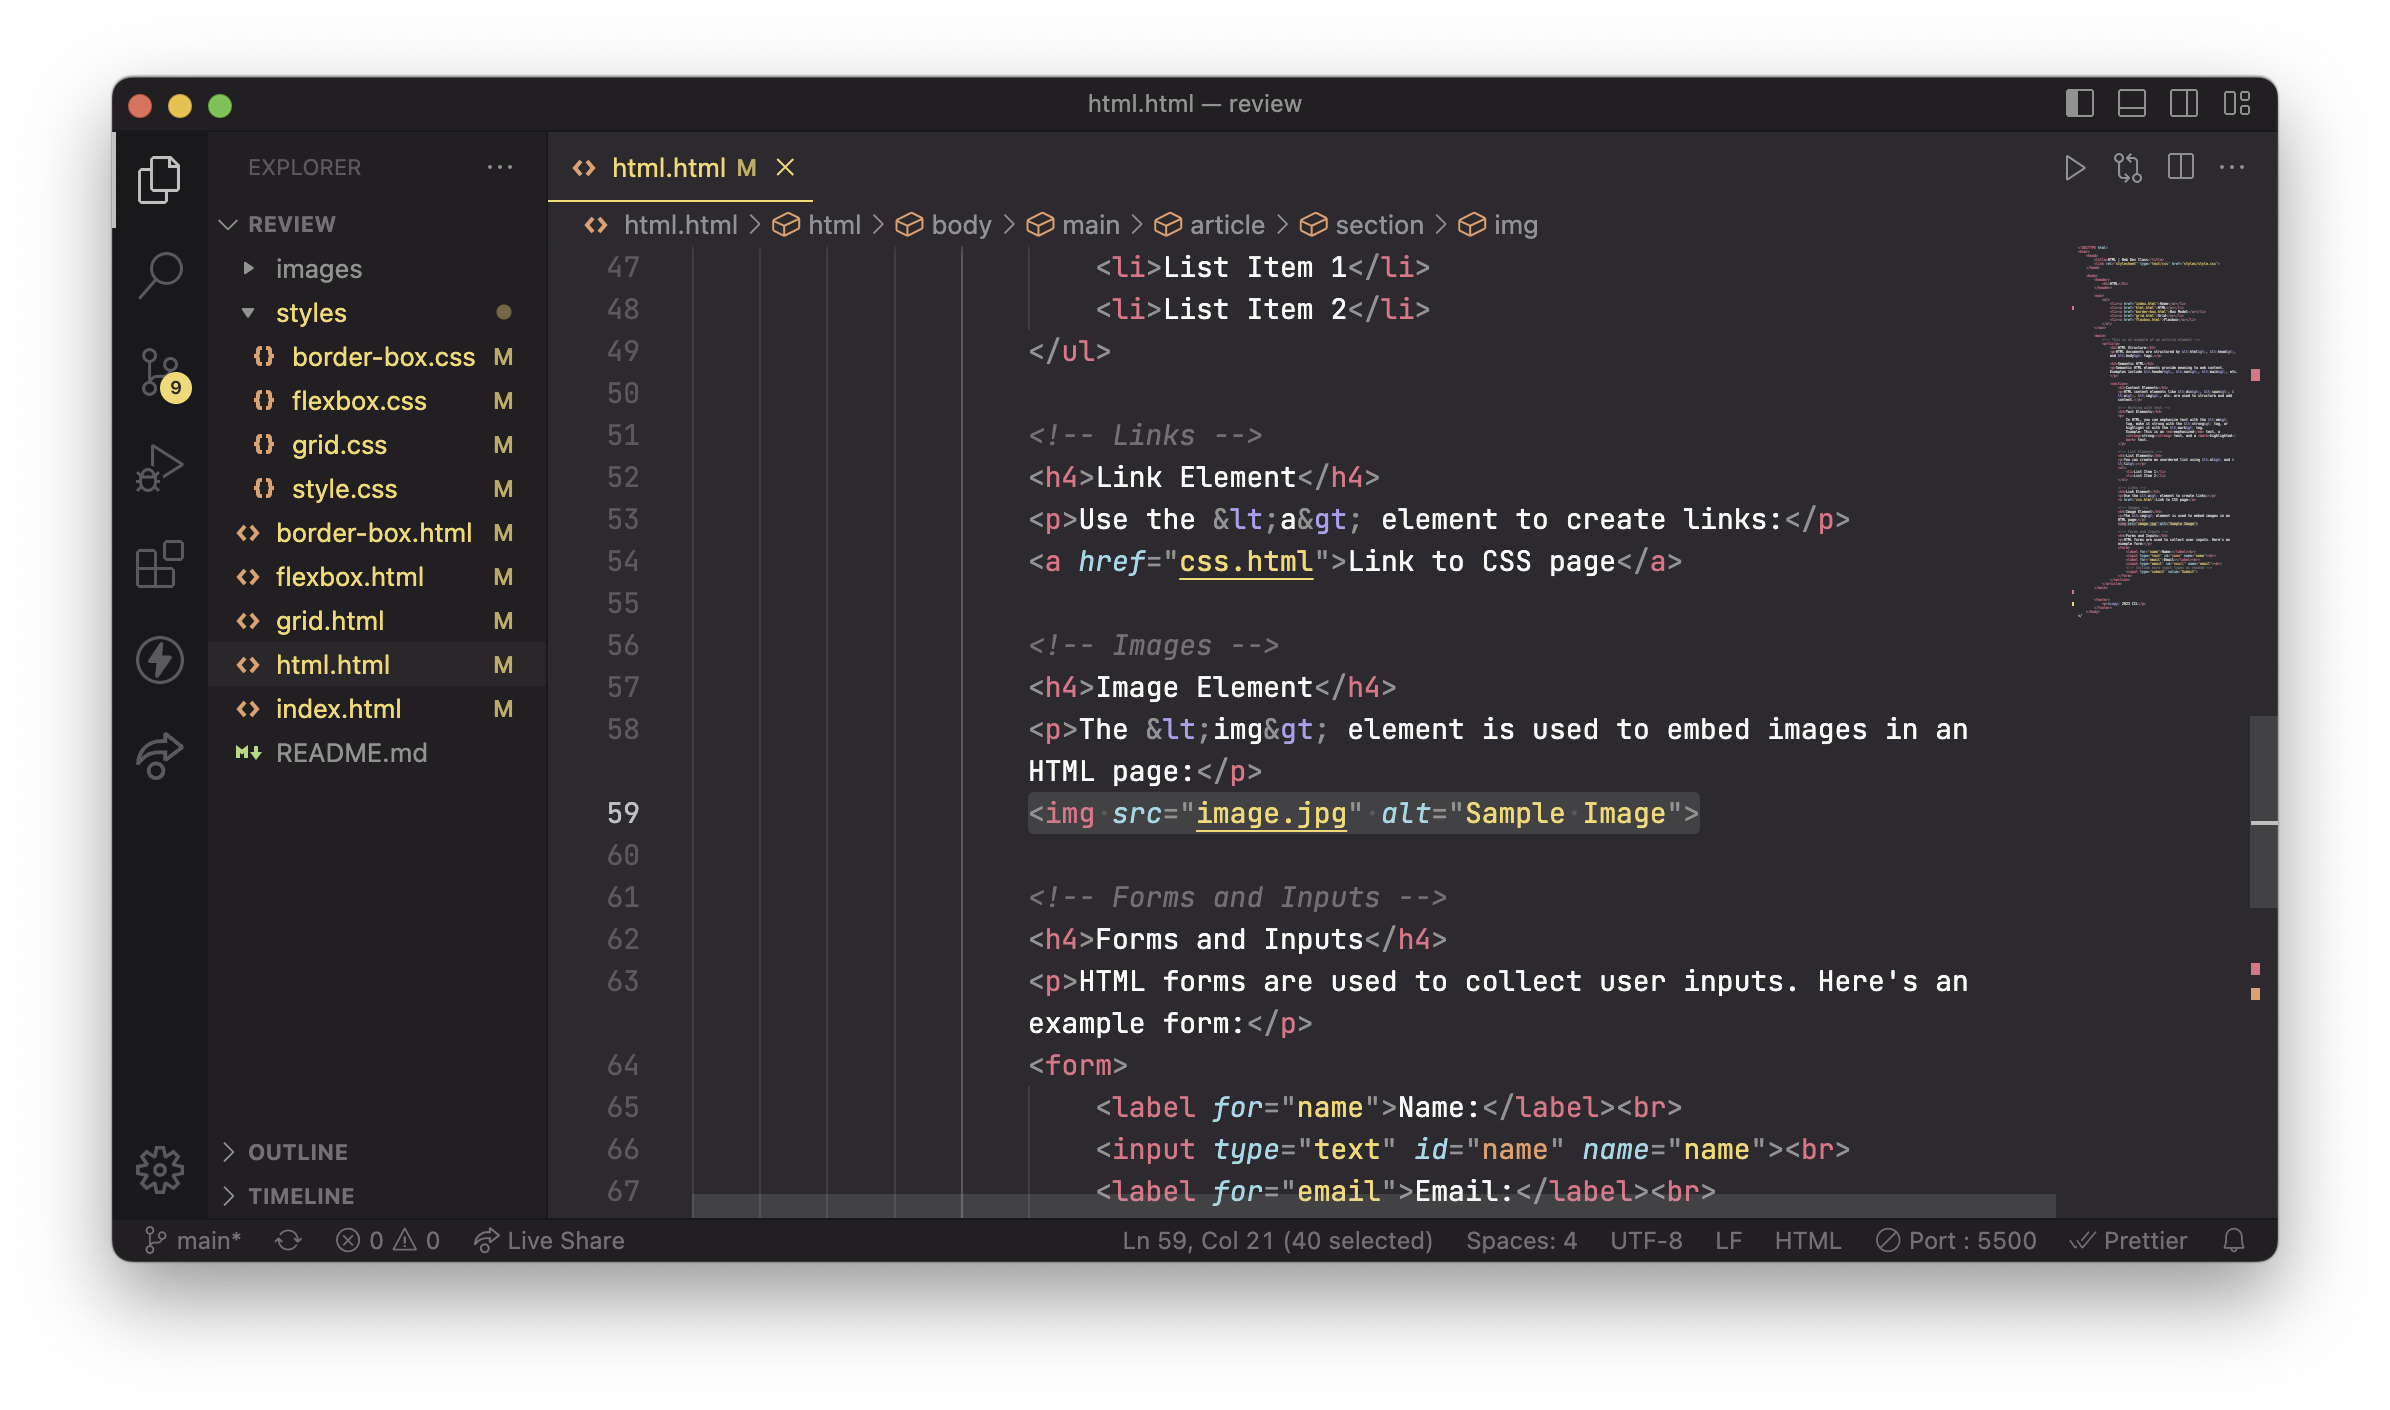 html.html — review
EXPLORER
REVIEW
images
styles
border-box.css M
flexbox.css M
grid.css M
style.css M
border-box.html M
flexbox.html M
grid.html M
html.html M
index.html M
README.md
OUTLINE
TIMELINE
9
html.html M
html.html > html > body > main > article > section > img
47 <li>List Item 1</li>
48 <li>List Item 2</li>
49 </ul>
50
51 <!-- Links -->
52 <h4>Link Element</h4>
53 <p>Use the &lt;a&gt; element to create links:</p>
54 <a href="css.html">Link to CSS page</a>
55
56 <!-- Images -->
57 <h4>Image Element</h4>
58 <p>The &lt;img&gt; element is used to embed images in an
HTML page:</p>
59 <img src="image.jpg" alt="Sample Image">
60
61 <!-- Forms and Inputs -->
62 <h4>Forms and Inputs</h4>
63 <p>HTML forms are used to collect user inputs. Here's an
example form:</p>
64 <form>
65 <label for="name">Name:</label><br>
66 <input type="text" id="name" name="name"><br>
67 <label for="email">Email:</label><br>
main* 0 0 Live Share Ln 59, Col 21 (40 selected) Spaces: 4 UTF-8 LF HTML Port : 5500 Prettier